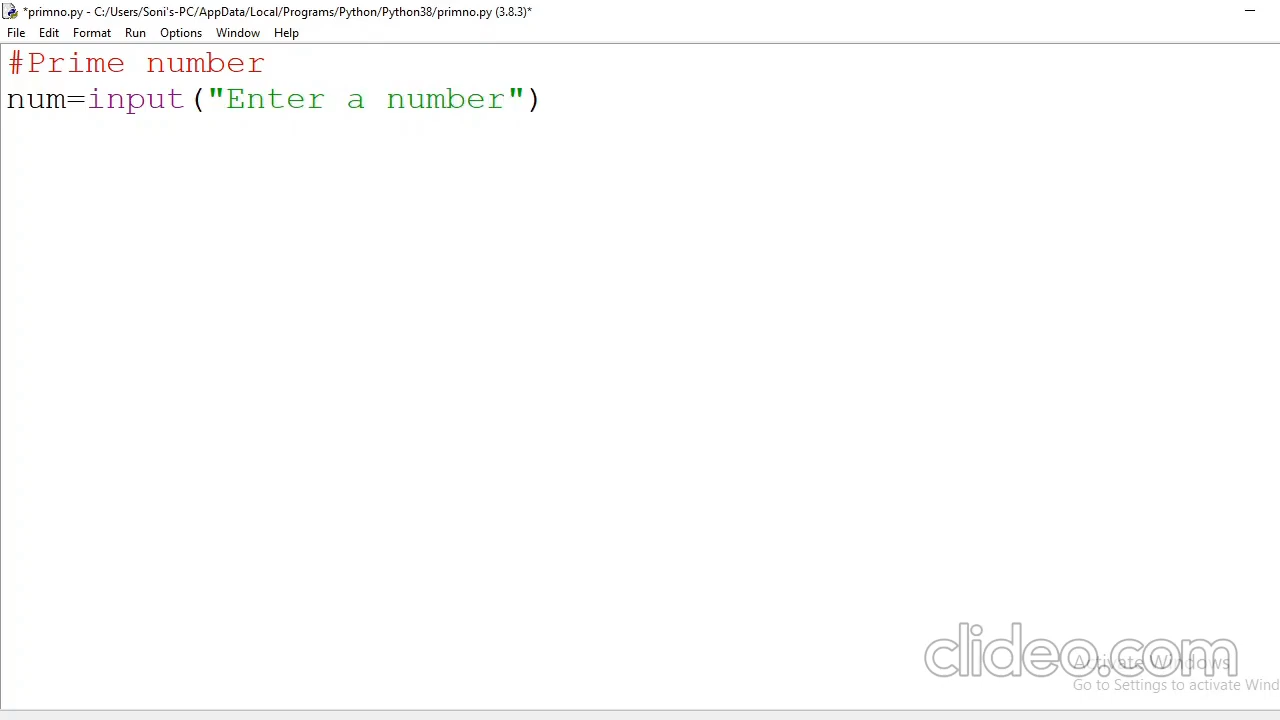 *primno.py - C:/Users/Soni's-PC/AppData/Local/Programs/Python/Python38/primno.py (3.8.3)*
File Edit Format Run Options Window Help
#Prime number
num=input("Enter a number")
clideo.com
Activate Windows
Go to Settings to activate Wind